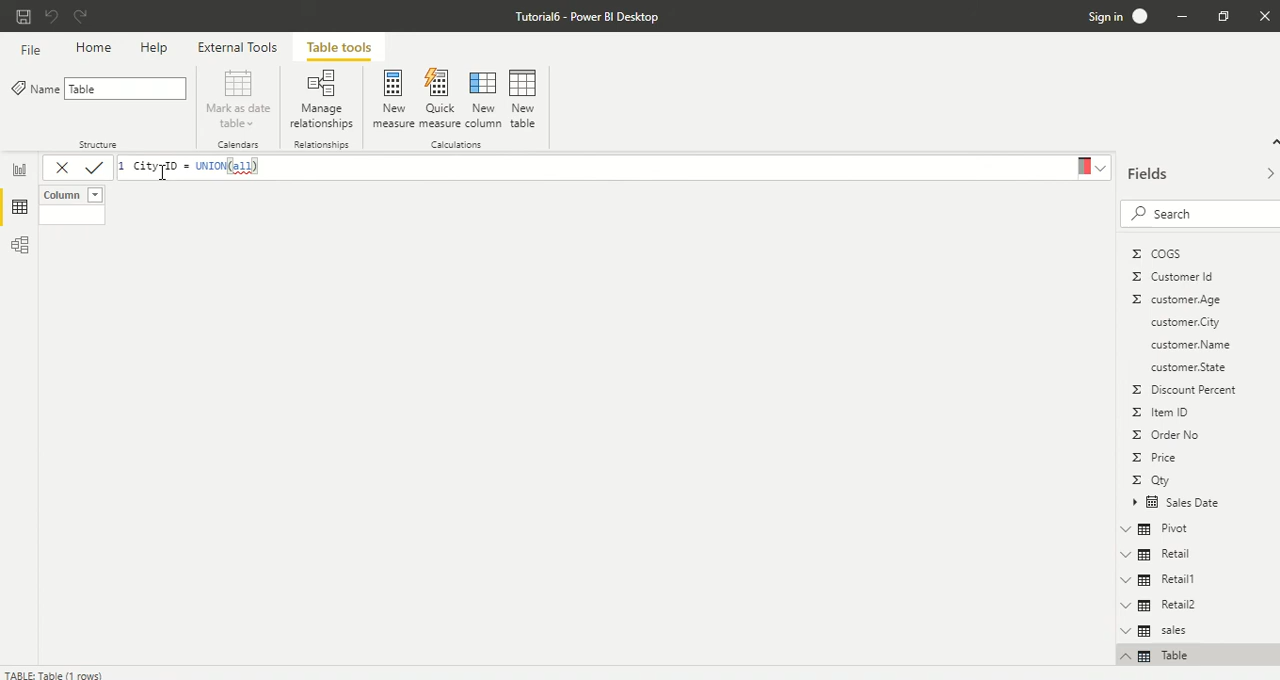 Tutorial6 - Power BI Desktop
Sign in
File
Home
Help
External Tools
Table tools
Name
Table
Mark as date
table
Manage
relationships
New
measure
Quick
measure
New
column
New
table
Structure
Calendars
Relationships
Calculations
1 City ID = UNION(all)
Column
Fields
Search
COGS
Customer Id
customer.Age
customer.City
customer.Name
customer.State
Discount Percent
Item ID
Order No
Price
Qty
Sales Date
Pivot
Retail
Retail1
Retail2
sales
Table
TABLE: Table (1 rows)